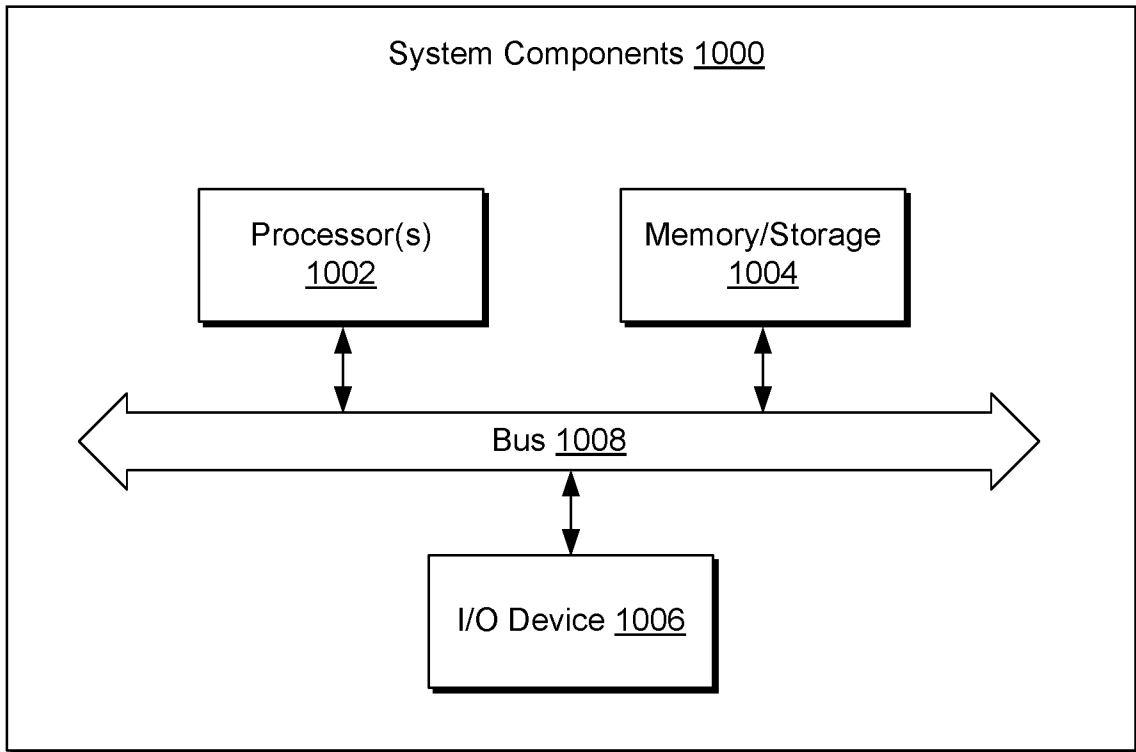 System Components 1000
Processor(s)
1002
Memory/Storage
1004
Bus 1008
I/O Device 1006